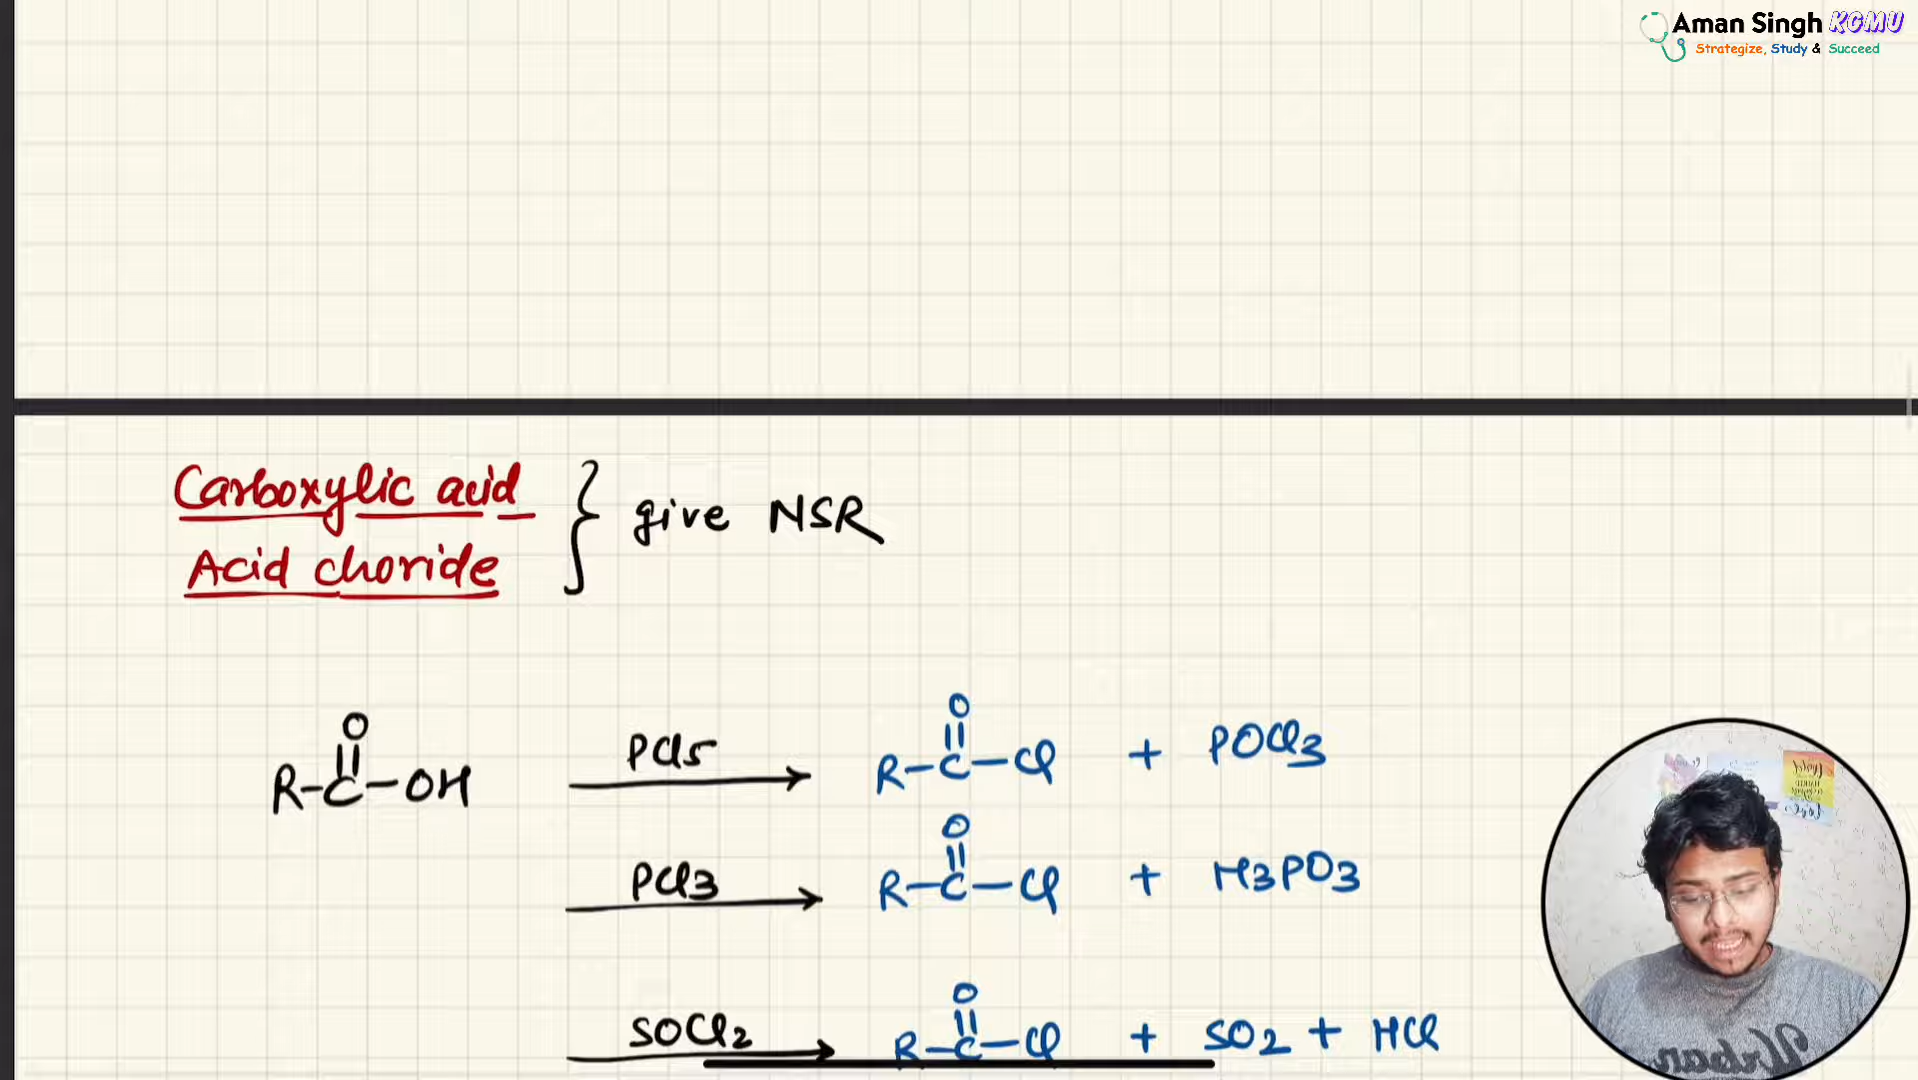 Aman Singh KGMU
Strategize, Study & Succeed
Carboxylic acid
Acid choride
} give NSR
O
R-C-OH
PCl5
O
R-C-Cl + POCl3
PCl3
O
R-C-Cl + H3PO3
SOCl2
O
R-C-Cl + SO2 + HCl
Urban